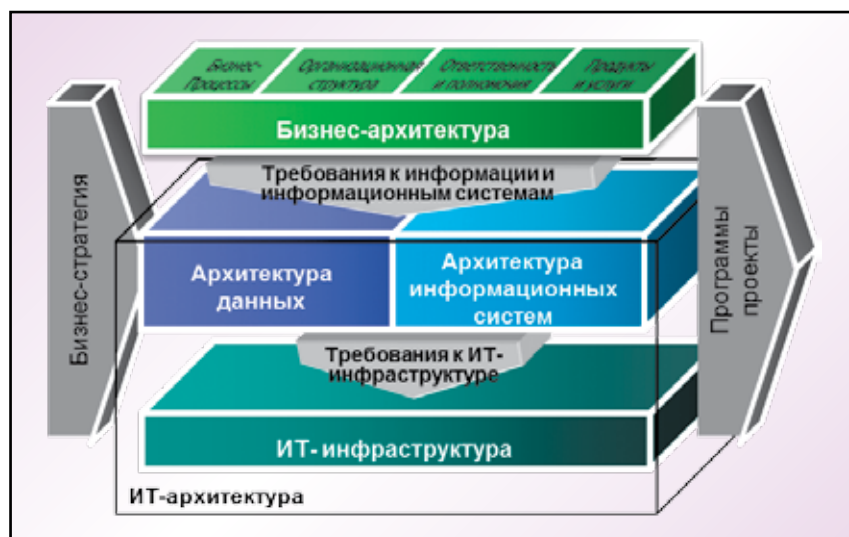 Бизнес-
Процессы
Организационная
структура
Ответственность
и полномочия
Продукты
и услуги
Бизнес-архитектура
Требования к информации и
информационным системам
Бизнес-стратегия
Архитектура
данных
Архитектура
информационных
систем
Программы
проекты
Требования к ИТ-
инфраструктуре
ИТ- инфраструктура
ИТ-архитектура